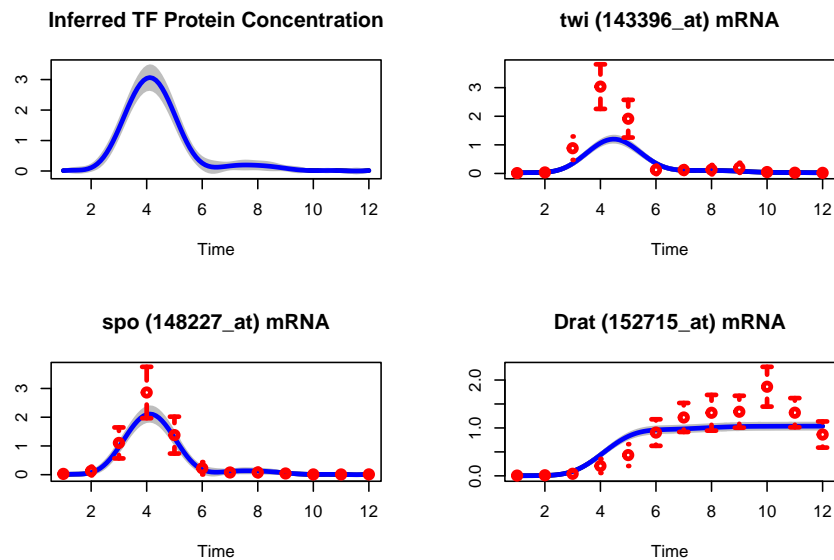 Inferred TF Protein Concentration
3
2
1
0
2 4 6 8 10 12
Time
twi (143396_at) mRNA
3
2
1
0
2 4 6 8 10 12
Time
spo (148227_at) mRNA
3
2
1
0
2 4 6 8 10 12
Time
Drat (152715_at) mRNA
2.0
1.0
0.0
2 4 6 8 10 12
Time